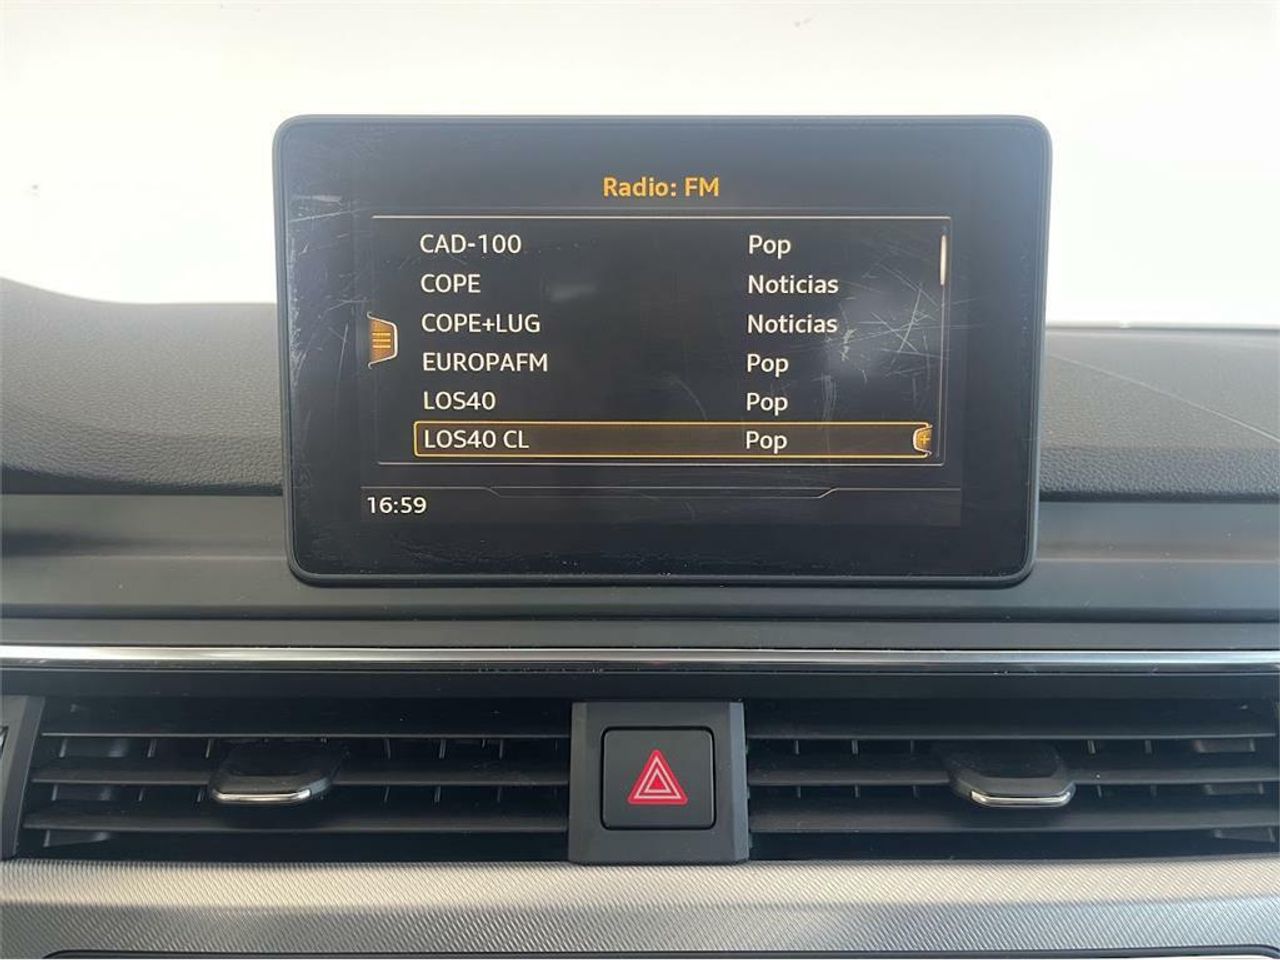 Radio: FM
CAD-100 Pop
COPE Noticias
COPE+LUG Noticias
EUROPAFM Pop
LOS40 Pop
LOS40 CL Pop
16:59